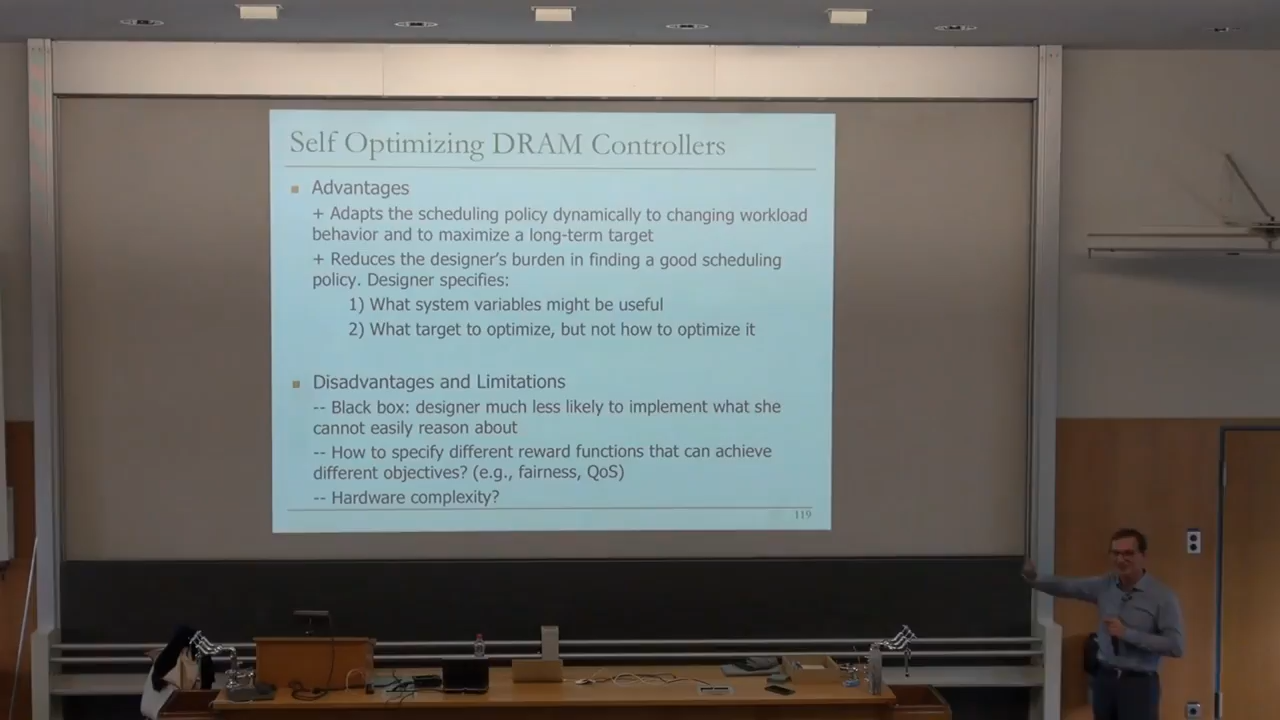 Self Optimizing DRAM Controllers
Advantages
+ Adapts the scheduling policy dynamically to changing workload
behavior and to maximize a long-term target
+ Reduces the designer's burden in finding a good scheduling
policy. Designer specifies:
1) What system variables might be useful
2) What target to optimize, but not how to optimize it
Disadvantages and Limitations
-- Black box: designer much less likely to implement what she
cannot easily reason about
-- How to specify different reward functions that can achieve
different objectives? (e.g., fairness, QoS)
-- Hardware complexity?
119